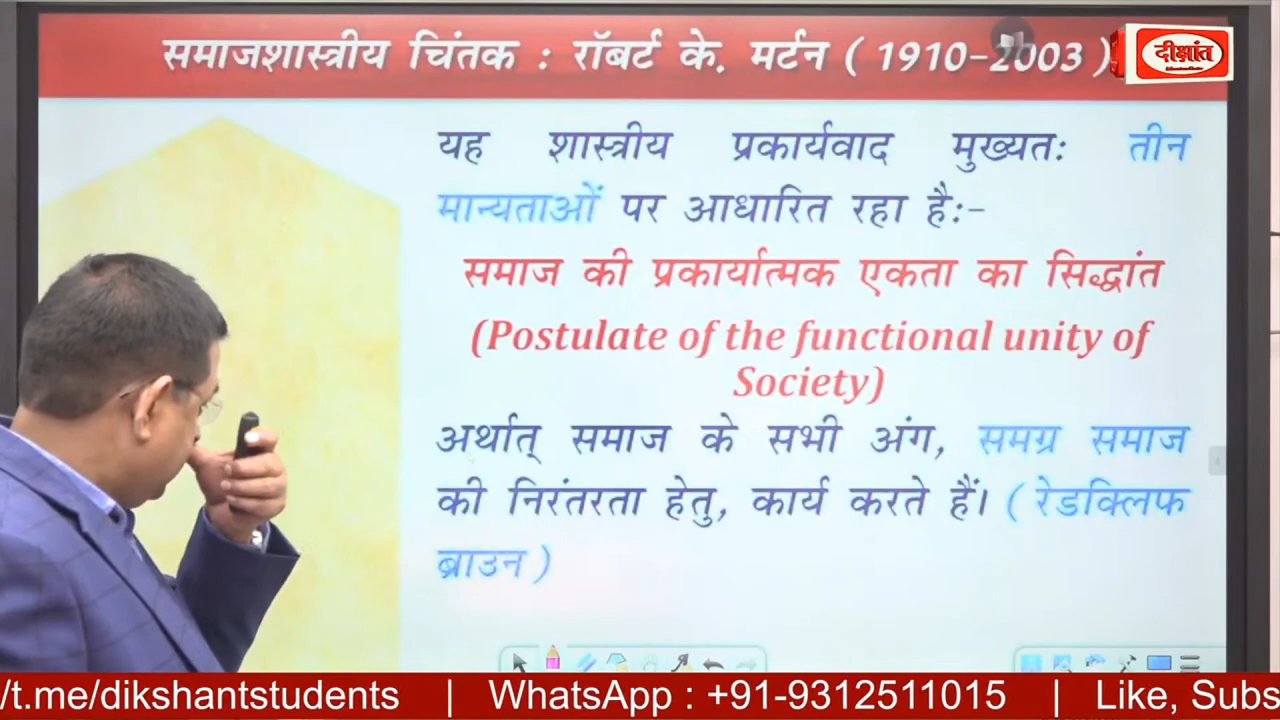 समाजशास्त्रीय चिंतक : रॉबर्ट के. मर्टन ( 1910-2003 )
दीक्षांत
यह शास्त्रीय प्रकार्यवाद मुख्यतः तीन
मान्यताओं पर आधारित रहा है:-
समाज की प्रकार्यात्मक एकता का सिद्धांत
(Postulate of the functional unity of
Society)
अर्थात् समाज के सभी अंग, समग्र समाज
की निरंतरता हेतु, कार्य करते हैं। ( रेडक्लिफ
ब्राउन )
/t.me/dikshantstudents | WhatsApp : +91-9312511015 | Like, Subs